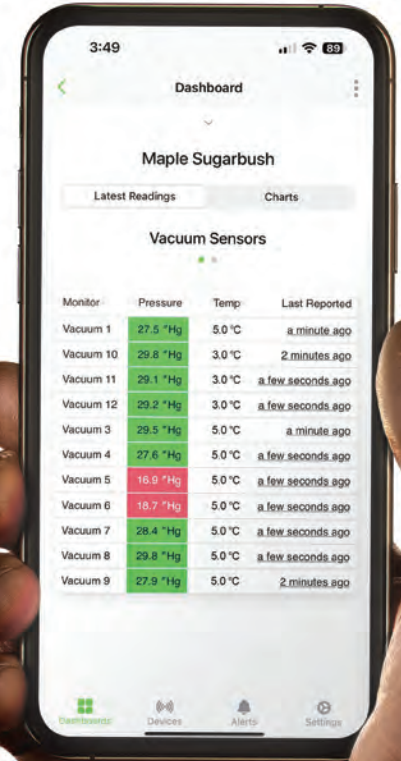 3:49 89
Dashboard
Maple Sugarbush
Latest Readings Charts
Vacuum Sensors
Monitor Pressure Temp Last Reported
Vacuum 1 27.5 "Hg 5.0 °C a minute ago
Vacuum 10 29.8 "Hg 3.0 °C 2 minutes ago
Vacuum 11 29.1 "Hg 3.0 °C a few seconds ago
Vacuum 12 29.2 "Hg 3.0 °C a few seconds ago
Vacuum 3 29.5 "Hg 5.0 °C a minute ago
Vacuum 4 27.6 "Hg 5.0 °C a few seconds ago
Vacuum 5 16.9 "Hg 5.0 °C a few seconds ago
Vacuum 6 18.7 "Hg 5.0 °C a few seconds ago
Vacuum 7 28.4 "Hg 5.0 °C a few seconds ago
Vacuum 8 29.8 "Hg 5.0 °C a few seconds ago
Vacuum 9 27.9 "Hg 5.0 °C 2 minutes ago
Dashboards Devices Alerts Settings